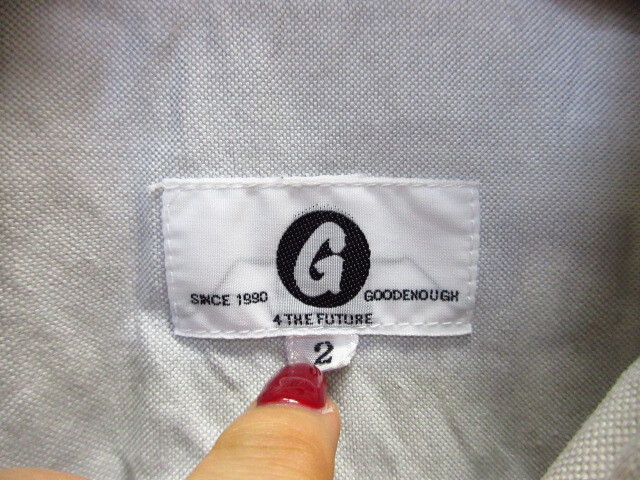 G
SINCE 1990 GOODENOUGH
4 THE FUTURE
2